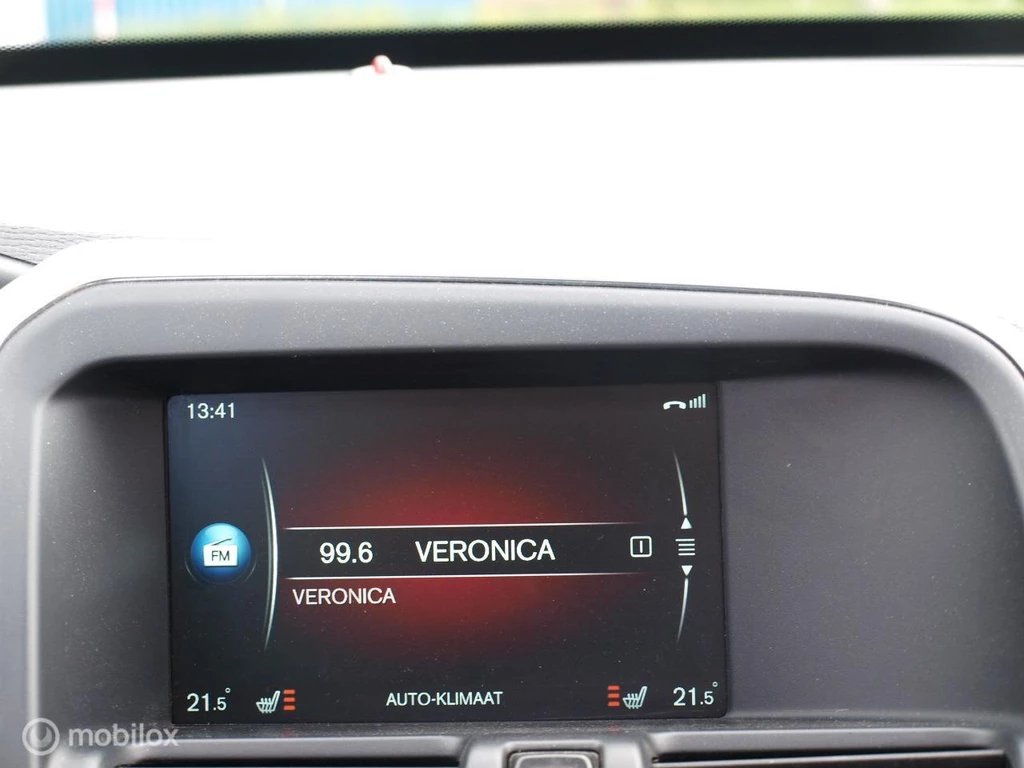 13:41
FM
99.6 VERONICA
VERONICA
21.5° AUTO-KLIMAAT 21.5°
mobilox